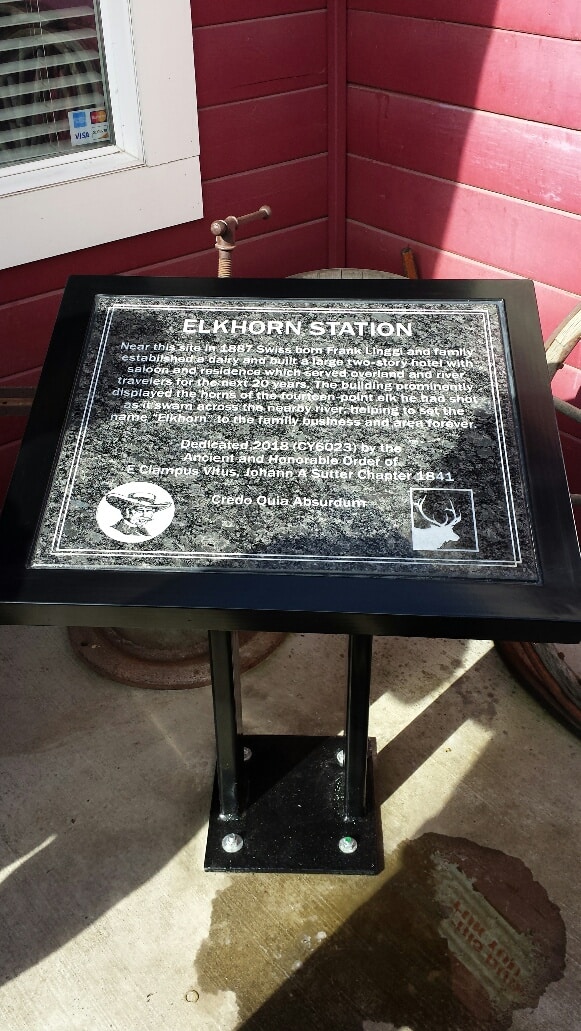 VISA
ELKHORN STATION
Near this site in 1887 Swiss born Frank Linggi and family
established a dairy and built a large two-story hotel with
saloon and residence which served overland and river
travelers for the next 20 years. The building prominently
displayed the horns of the fourteen-point elk he had shot
as it swam across the nearby river, helping to set the
name "Elkhorn" to the family business and area forever.
Dedicated 2018 (CY6023) by the
Ancient and Honorable Order of
E Clampus Vitus, Johann A Sutter Chapter 1841
Credo Quia Absurdum